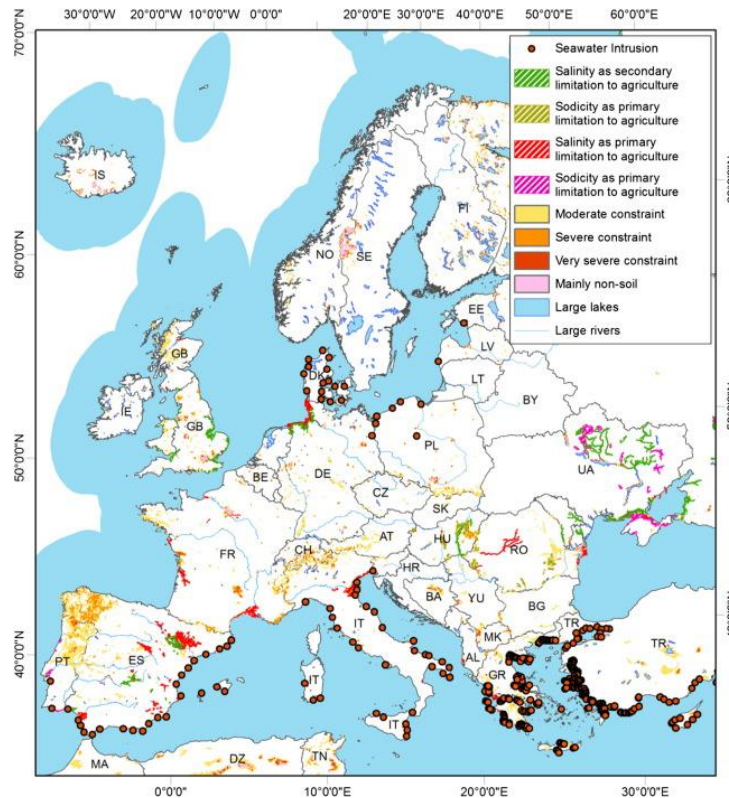 30°0'0"W
20°0'0"W
10°0'0"W
0°0'0"
20°0'0"E
30°0'0"E
40°0'0"E
50°0'0"E
60°0'0"E
70°0'0"N
60°0'0"N
50°0'0"N
40°0'0"N
Seawater Intrusion
Salinity as secondary
limitation to agriculture
Sodicity as primary
limitation to agriculture
Salinity as primary
limitation to agriculture
Sodicity as primary
limitation to agriculture
Moderate constraint
Severe constraint
Very severe constraint
Mainly non-soil
Large lakes
Large rivers
IS
NO
SE
FI
EE
LV
LT
BY
GB
IE
GB
DK
PL
BE
DE
CZ
UA
SK
FR
CH
AT
HU
RO
HR
BA
YU
BG
IT
MK
TR
AL
PT
ES
IT
GR
TR
IT
MA
DZ
TN
0°0'0"
10°0'0"E
20°0'0"E
30°0'0"E